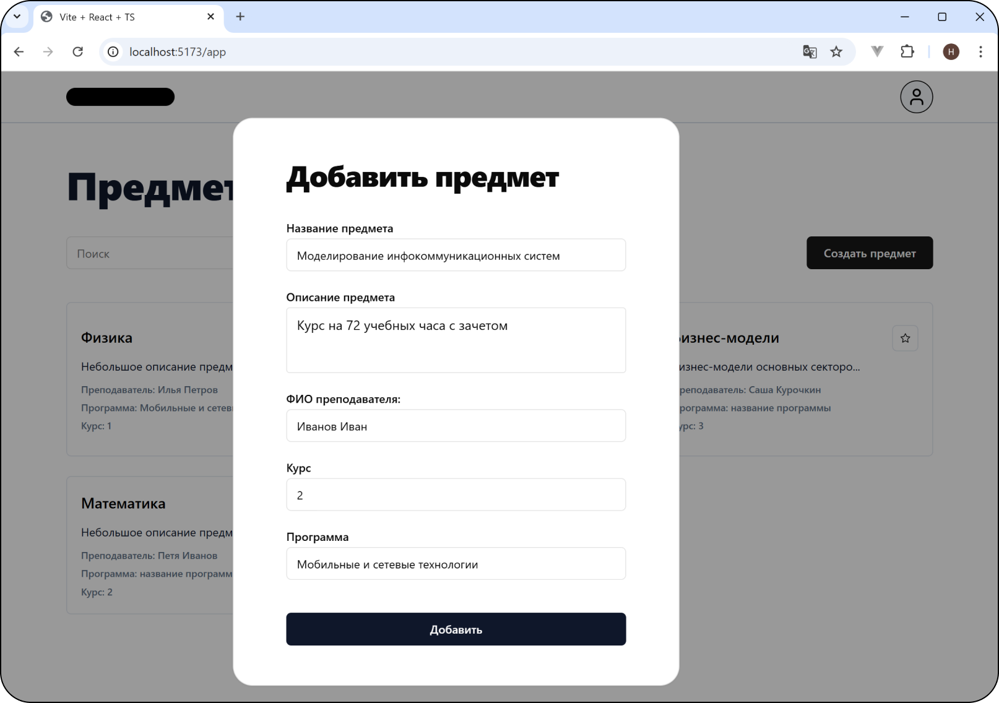 Vite + React + TS
localhost:5173/app
H
Предмет
Добавить предмет
Название предмета
Моделирование инфокоммуникационных систем
Описание предмета
Курс на 72 учебных часа с зачетом
ФИО преподавателя:
Иванов Иван
Курс
2
Программа
Мобильные и сетевые технологии
Добавить
Поиск
Создать предмет
Физика
Небольшое описание предм
Преподаватель: Илья Петров
Программа: Мобильные и сетев
Курс: 1
изнес-модели
изнес-модели основных секторо...
реподаватель: Саша Курочкин
рограмма: название программы
урс: 3
Математика
Небольшое описание предм
Преподаватель: Петя Иванов
Программа: название программ
Курс: 2